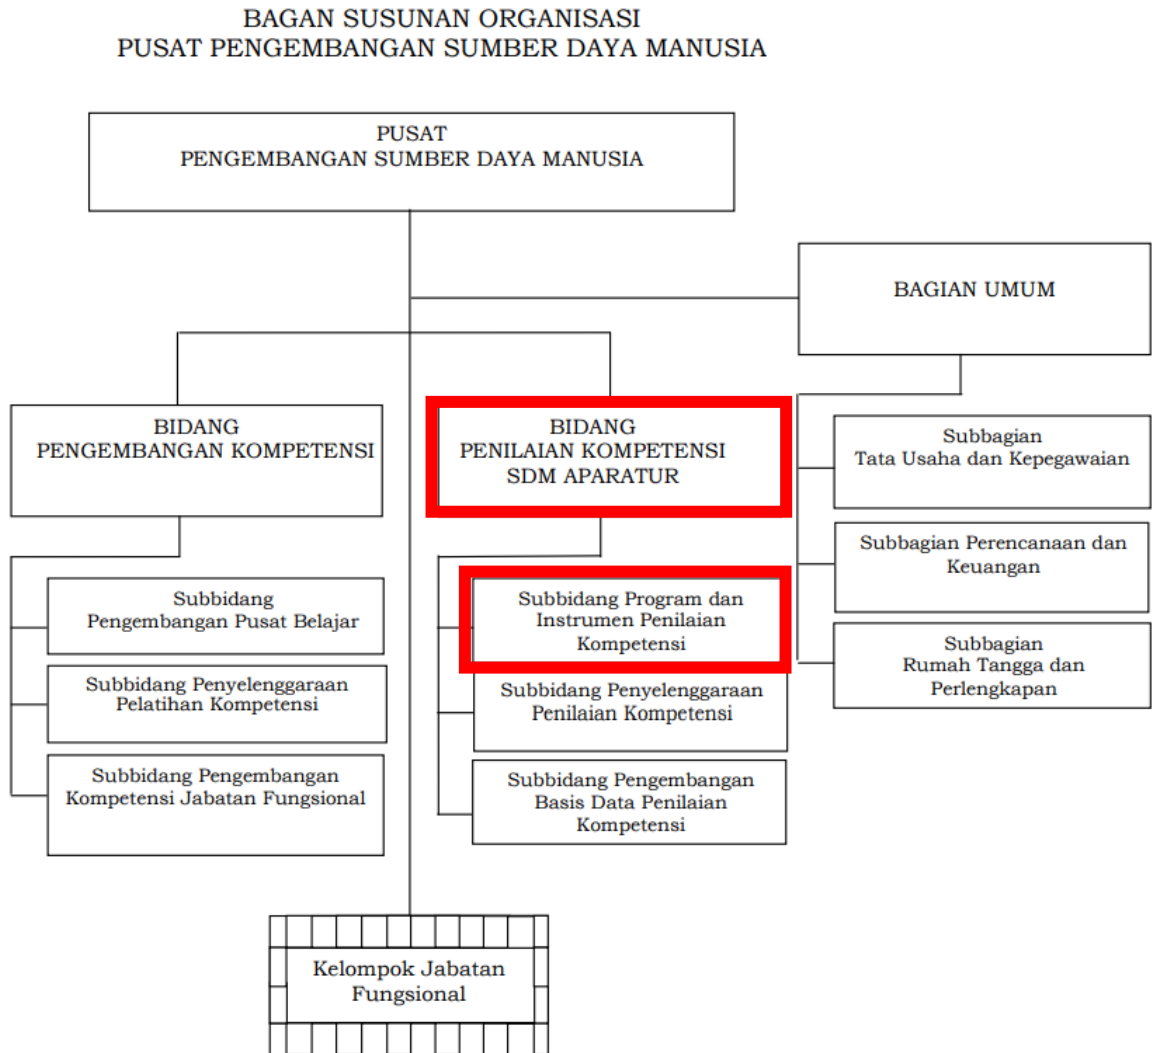 BAGAN SUSUNAN ORGANISASI
PUSAT PENGEMBANGAN SUMBER DAYA MANUSIA
PUSAT
PENGEMBANGAN SUMBER DAYA MANUSIA
BAGIAN UMUM
BIDANG
PENGEMBANGAN KOMPETENSI
BIDANG
PENILAIAN KOMPETENSI
SDM APARATUR
Subbagian
Tata Usaha dan Kepegawaian
Subbagian Perencanaan dan
Keuangan
Subbagian
Rumah Tangga dan
Perlengkapan
Subbidang
Pengembangan Pusat Belajar
Subbidang Penyelenggaraan
Pelatihan Kompetensi
Subbidang Pengembangan
Kompetensi Jabatan Fungsional
Subbidang Program dan
Instrumen Penilaian
Kompetensi
Subbidang Penyelenggaraan
Penilaian Kompetensi
Subbidang Pengembangan
Basis Data Penilaian
Kompetensi
Kelompok Jabatan
Fungsional